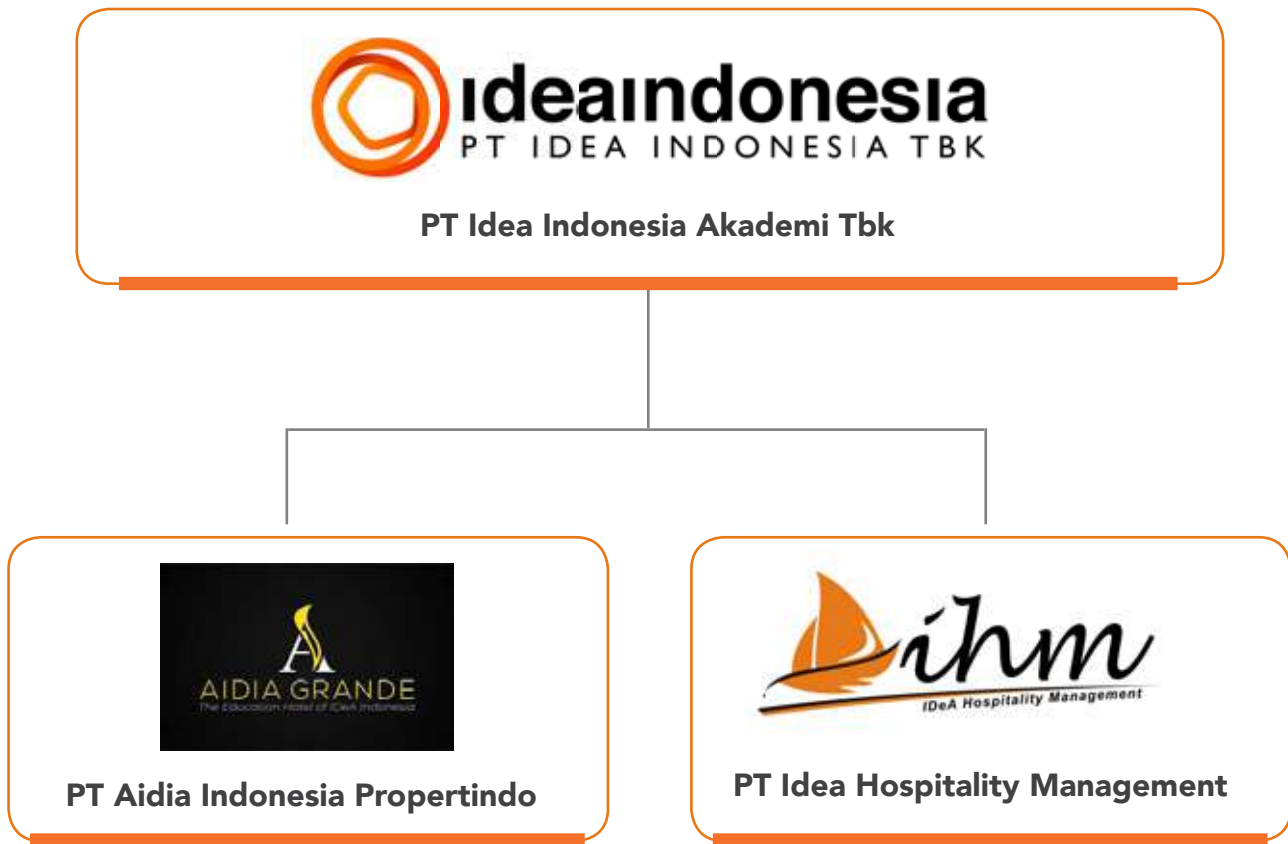 ıdeaındonesıa
PT IDEA INDONESIA TBK
PT Idea Indonesia Akademi Tbk
AIDIA GRANDE
The Education Hotel of IDeA Indonesia
PT Aidia Indonesia Propertindo
ihm
IDeA Hospitality Management
PT Idea Hospitality Management